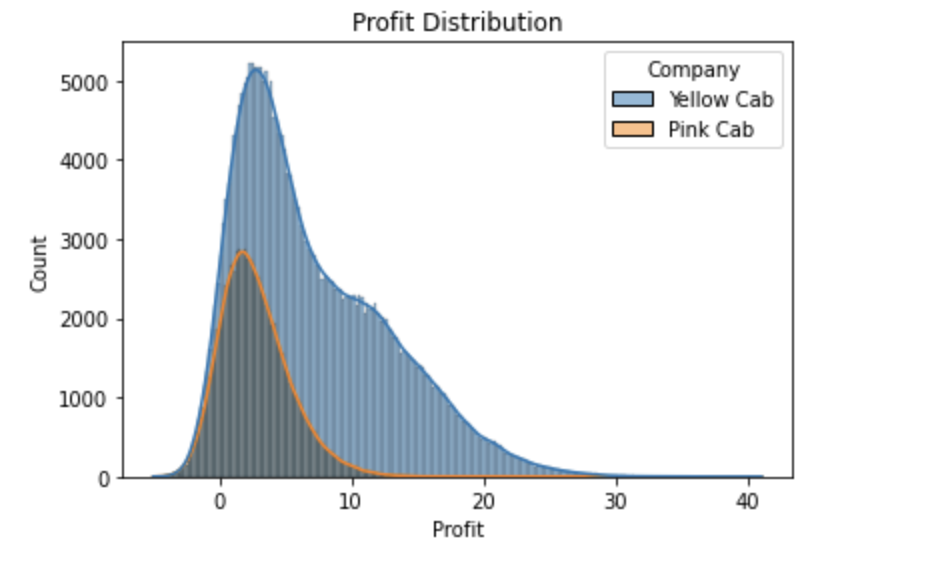 Profit Distribution
Company
Yellow Cab
Pink Cab
5000
4000
3000
2000
1000
0
Count
0 10 20 30 40
Profit